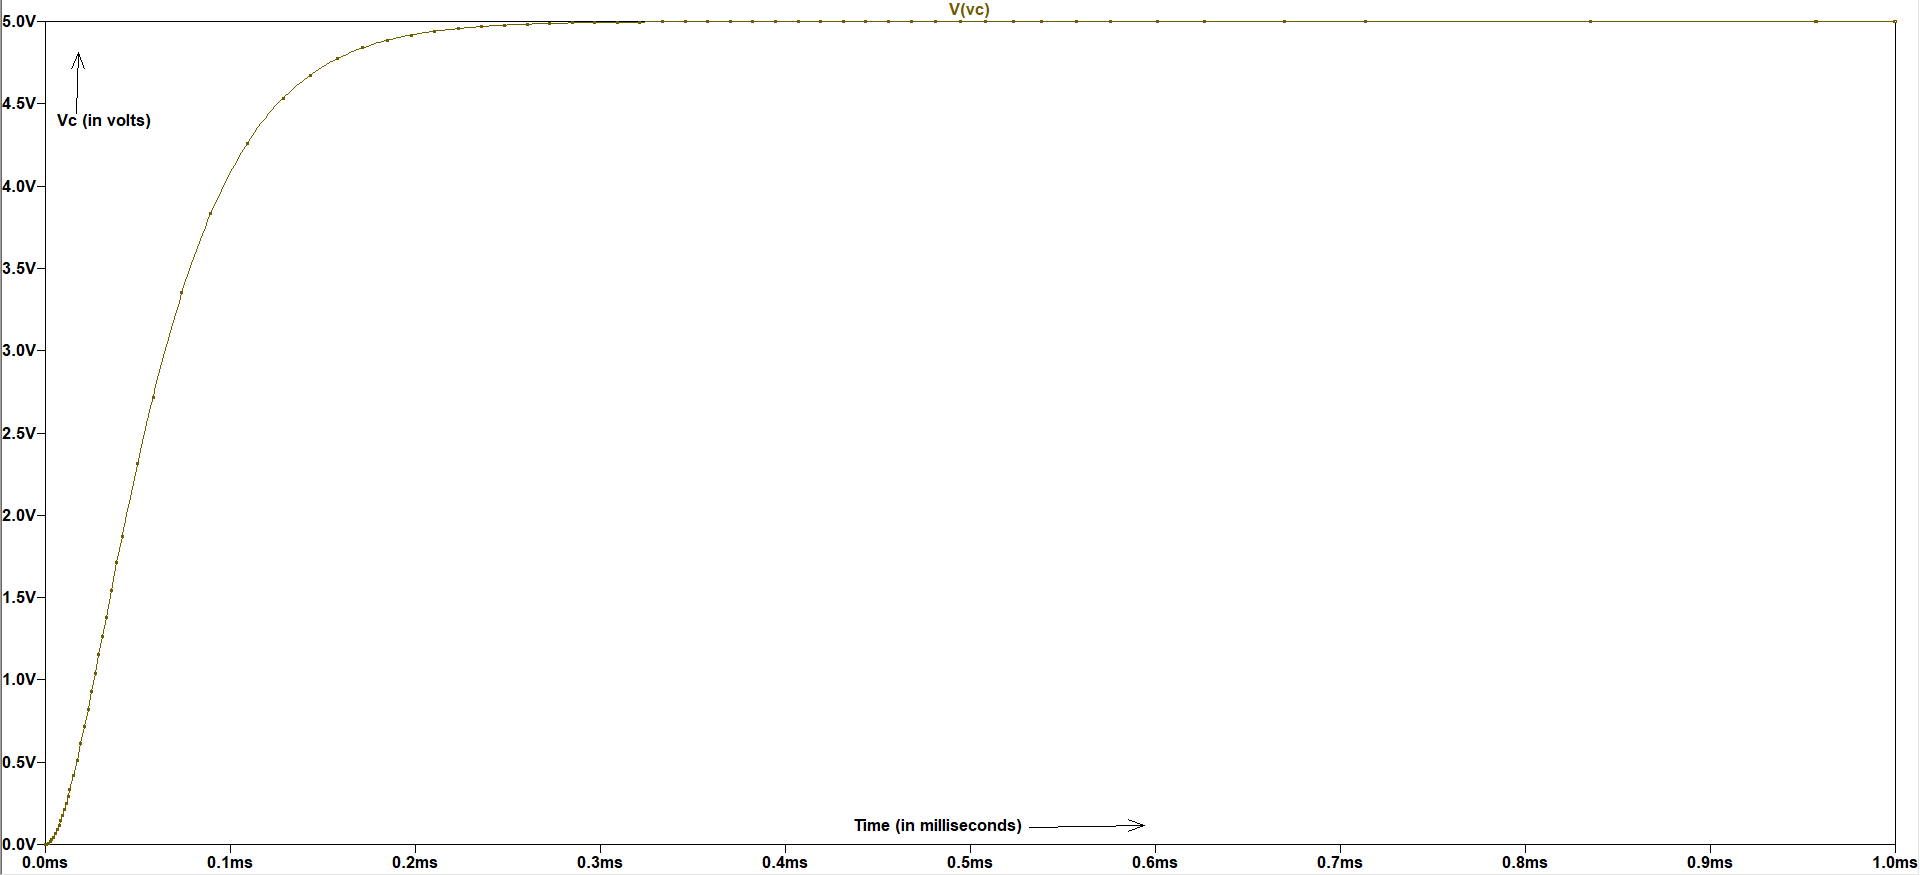 V(vc)
5.0V
4.5V
Vc (in volts)
4.0V
3.5V
3.0V
2.5V
2.0V
1.5V
1.0V
0.5V
Time (in milliseconds)
0.0V
0.0ms 0.1ms 0.2ms 0.3ms 0.4ms 0.5ms 0.6ms 0.7ms 0.8ms 0.9ms 1.0ms